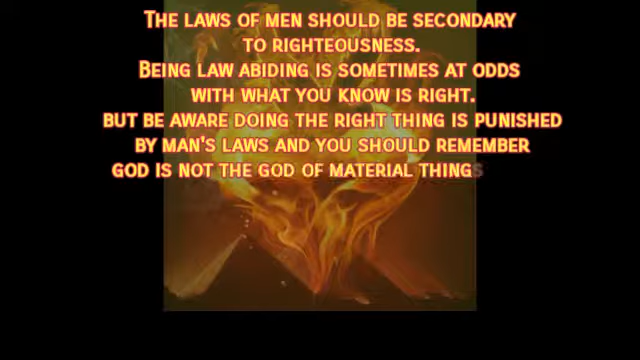 The laws of men should be secondary
to righteousness.
Being law abiding is sometimes at odds
with what you know is right.
but be aware doing the right thing is punished
by man's laws and you should remember
god is not the god of material things